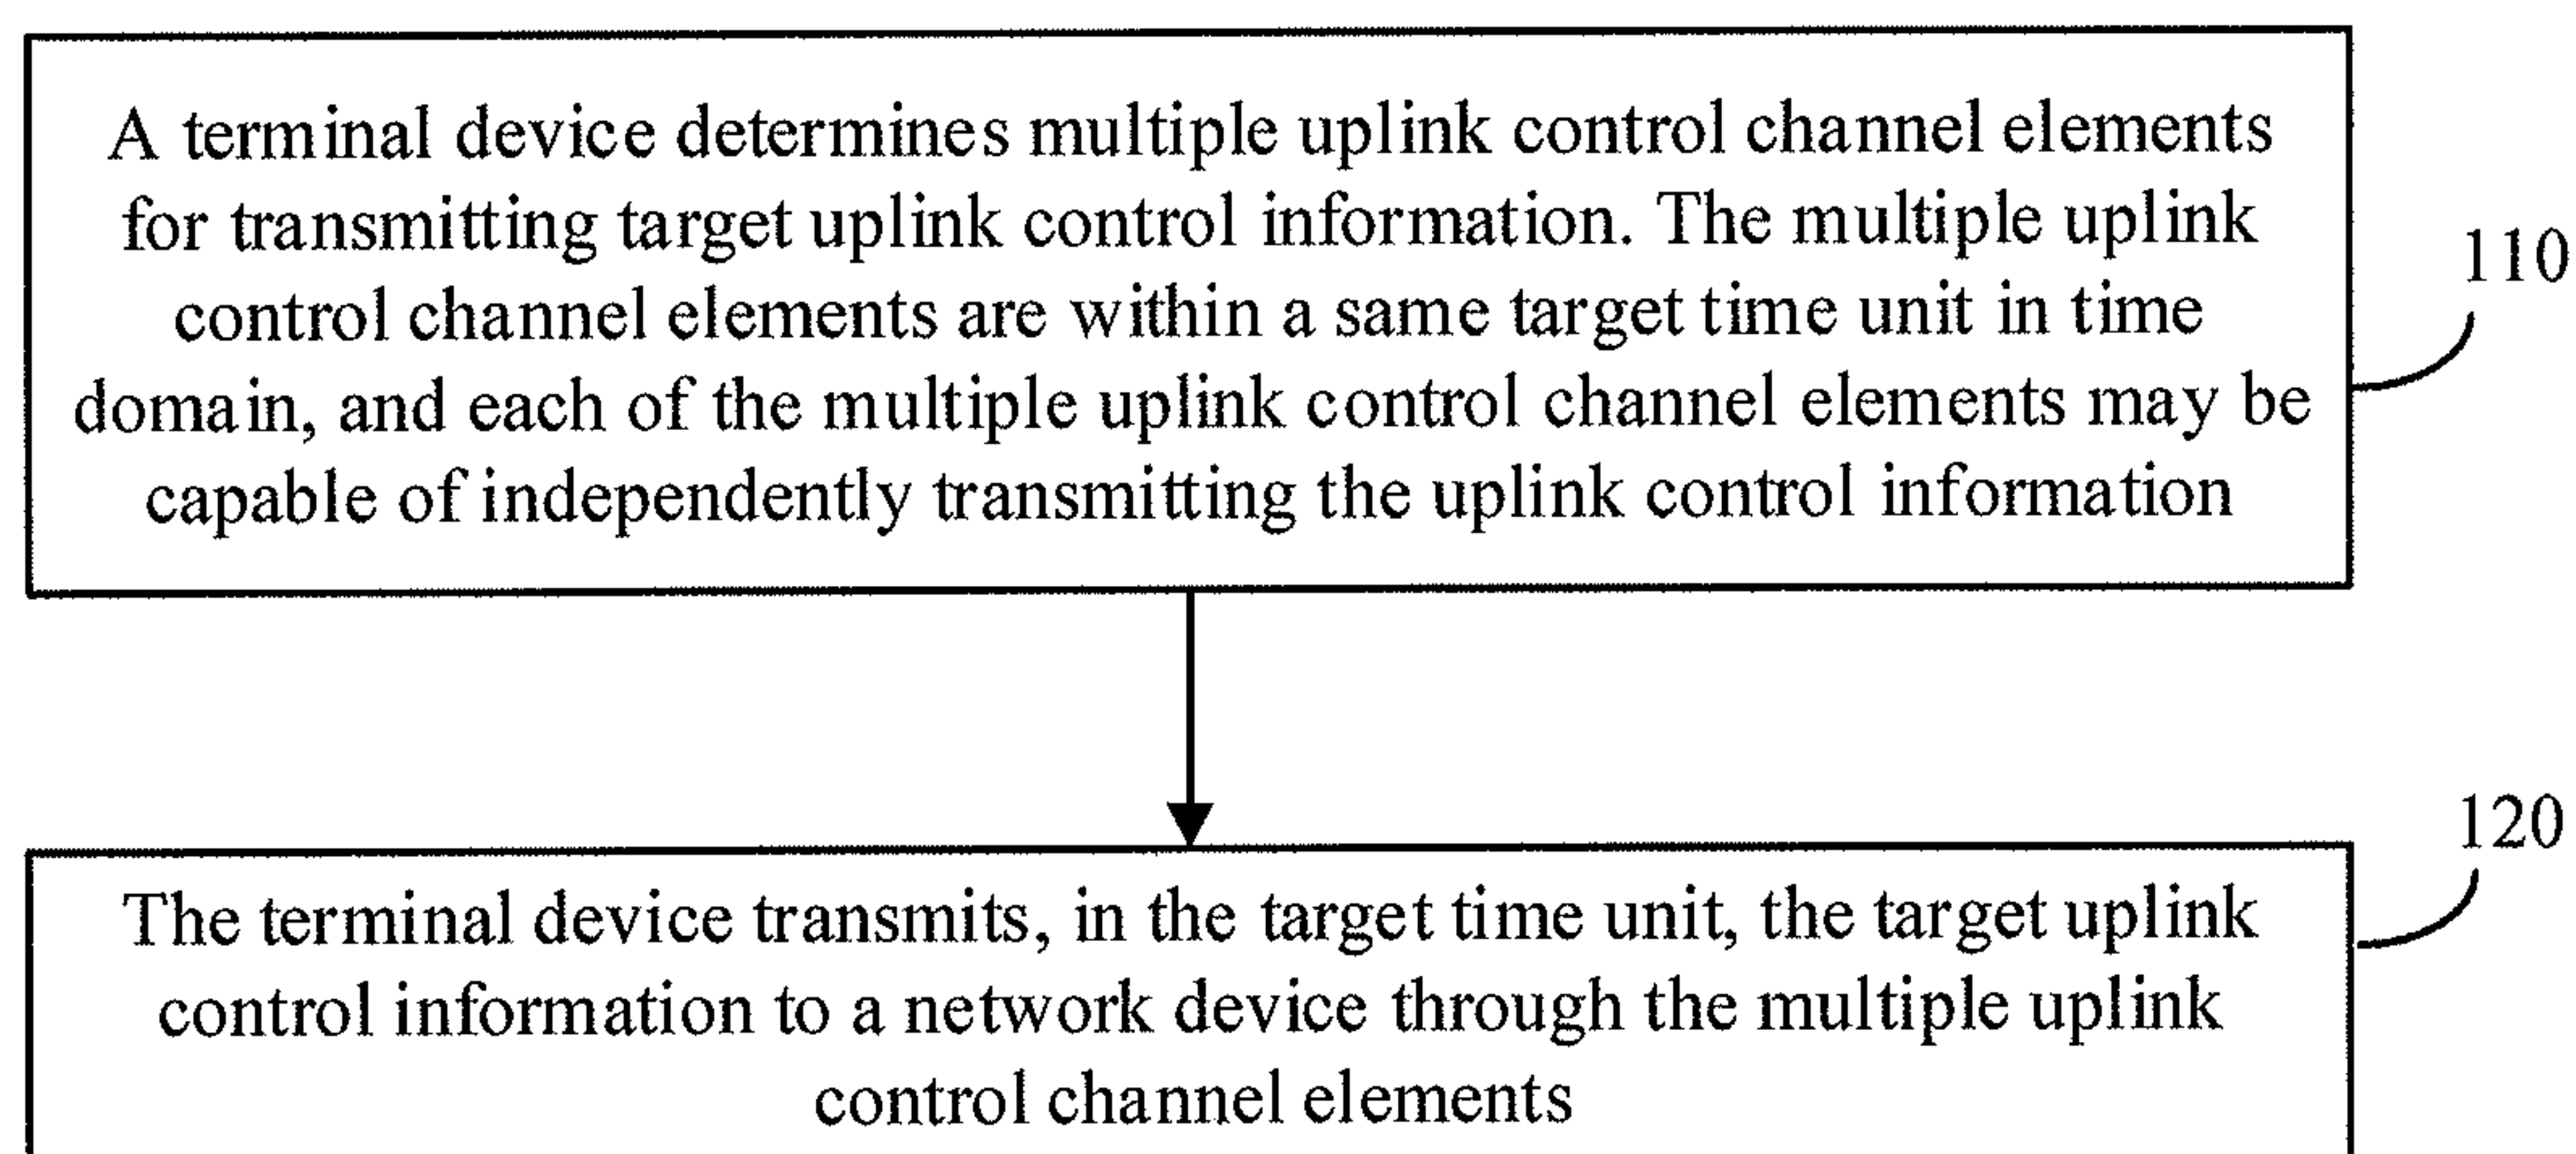 A terminal device determines multiple uplink control channel elements
for transmitting target uplink control information. The multiple uplink
control channel elements are within a same target time unit in time
domain, and each of the multiple uplink control channel elements may be
capable of independently transmitting the uplink control information
110
The terminal device transmits, in the target time unit, the target uplink
control information to a network device through the multiple uplink
control channel elements
120